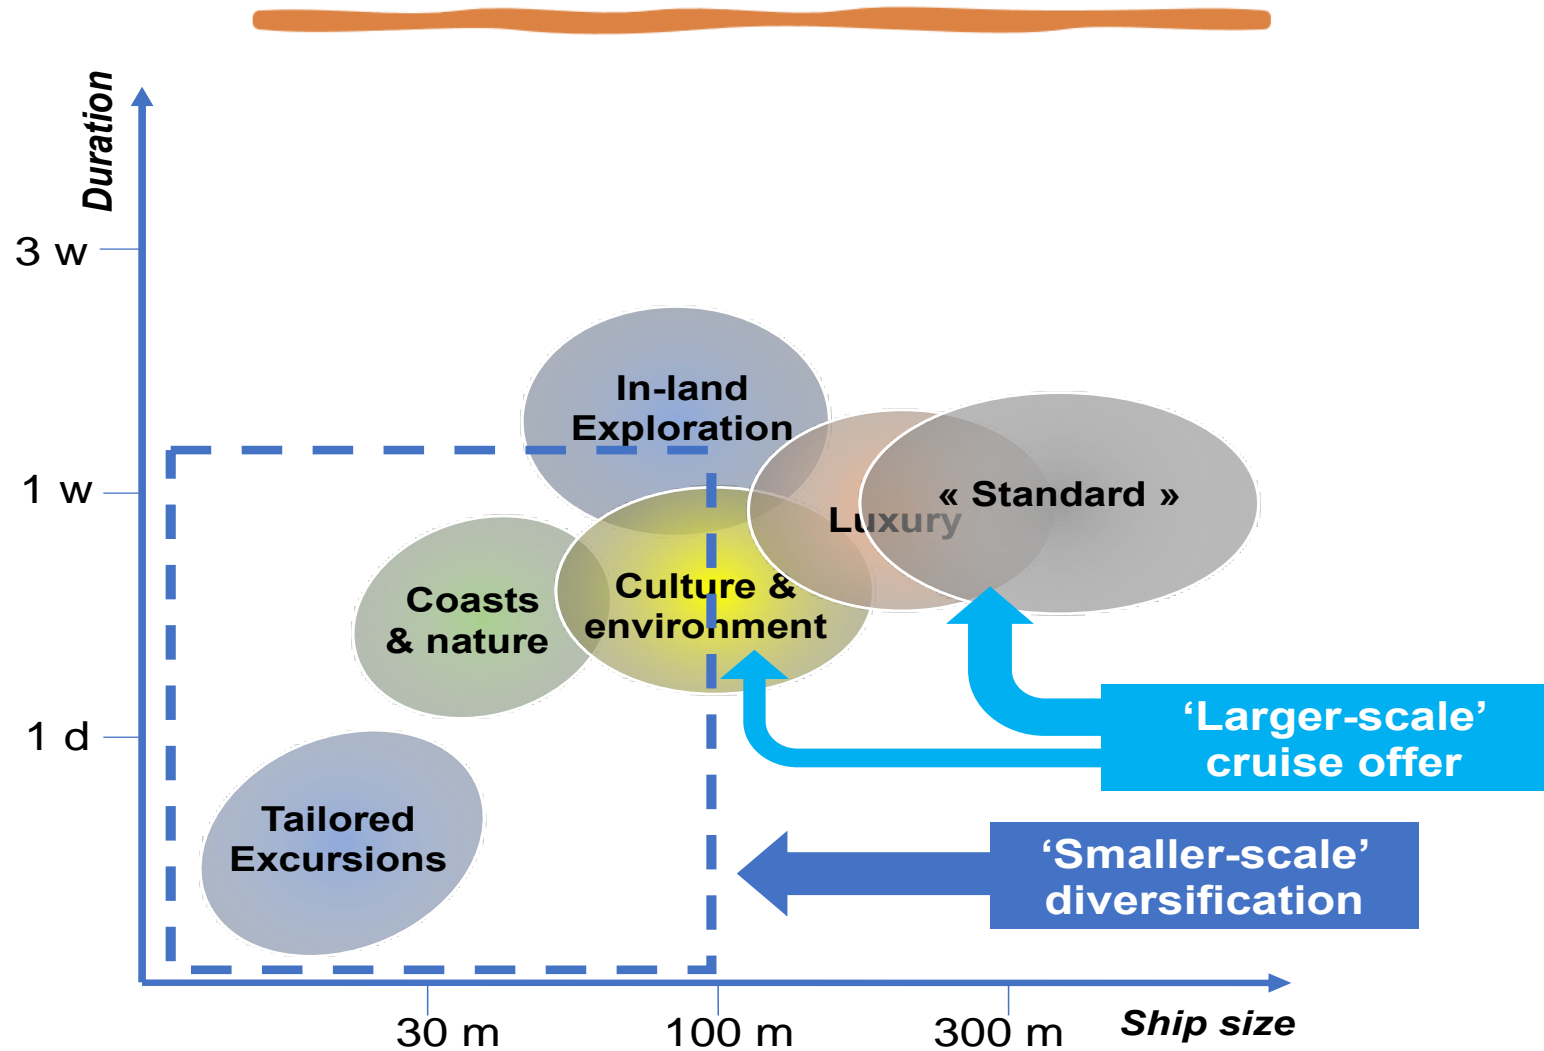 Duration
3 w
In-land
Exploration
1 w
« Standard »
Luxury
Coasts
& nature
Culture &
environment
1 d
‘Larger-scale’
cruise offer
Tailored
Excursions
‘Smaller-scale’
diversification
30 m
100 m
300 m
Ship size